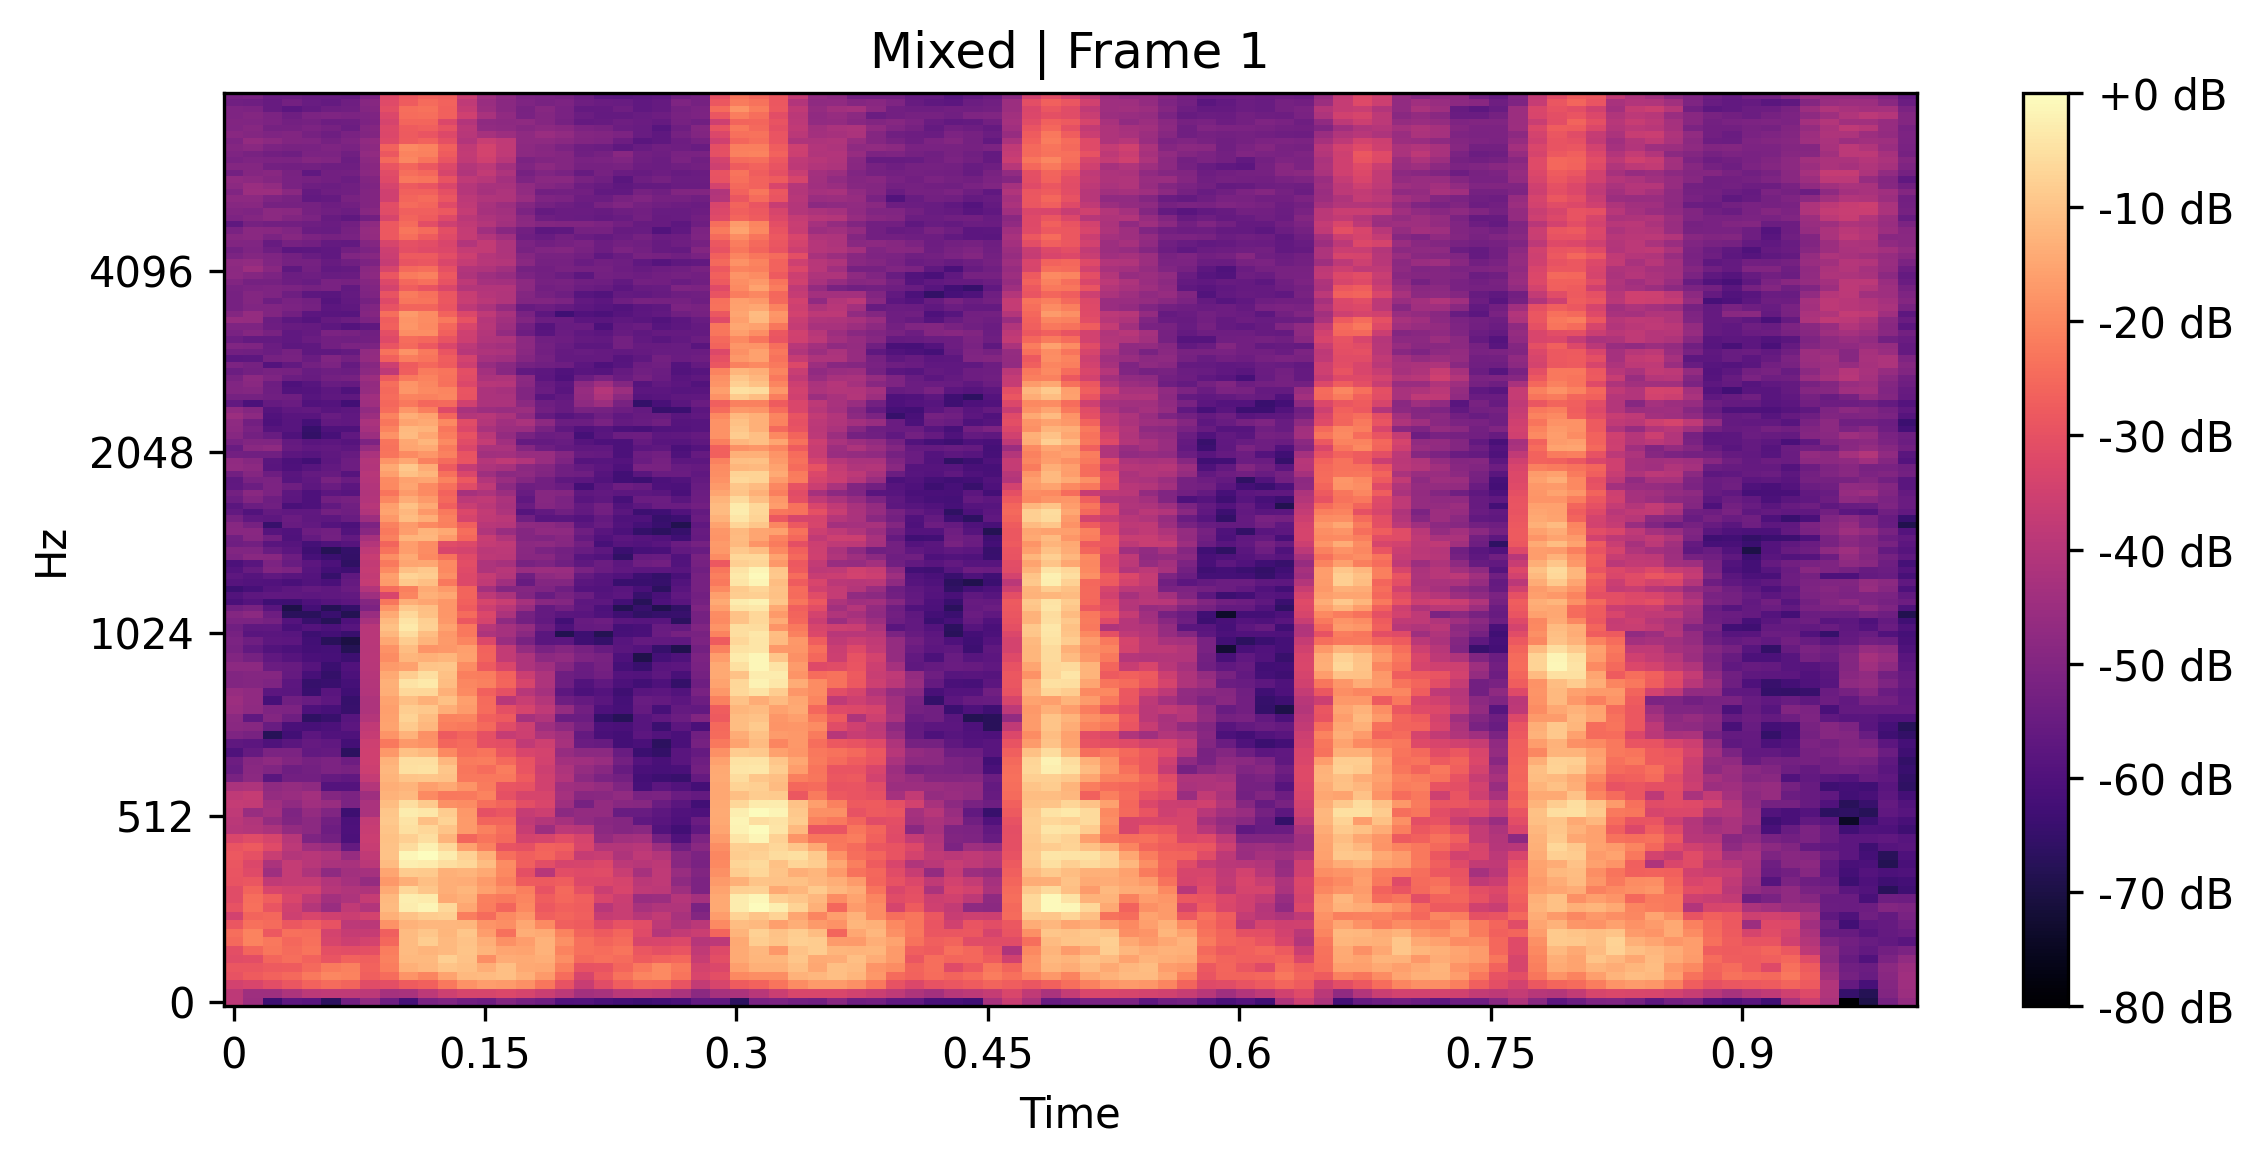 Mixed | Frame 1
+0 dB
-10 dB
-20 dB
-30 dB
-40 dB
-50 dB
-60 dB
-70 dB
-80 dB
Hz
4096
2048
1024
512
0
0 0.15 0.3 0.45 0.6 0.75 0.9
Time